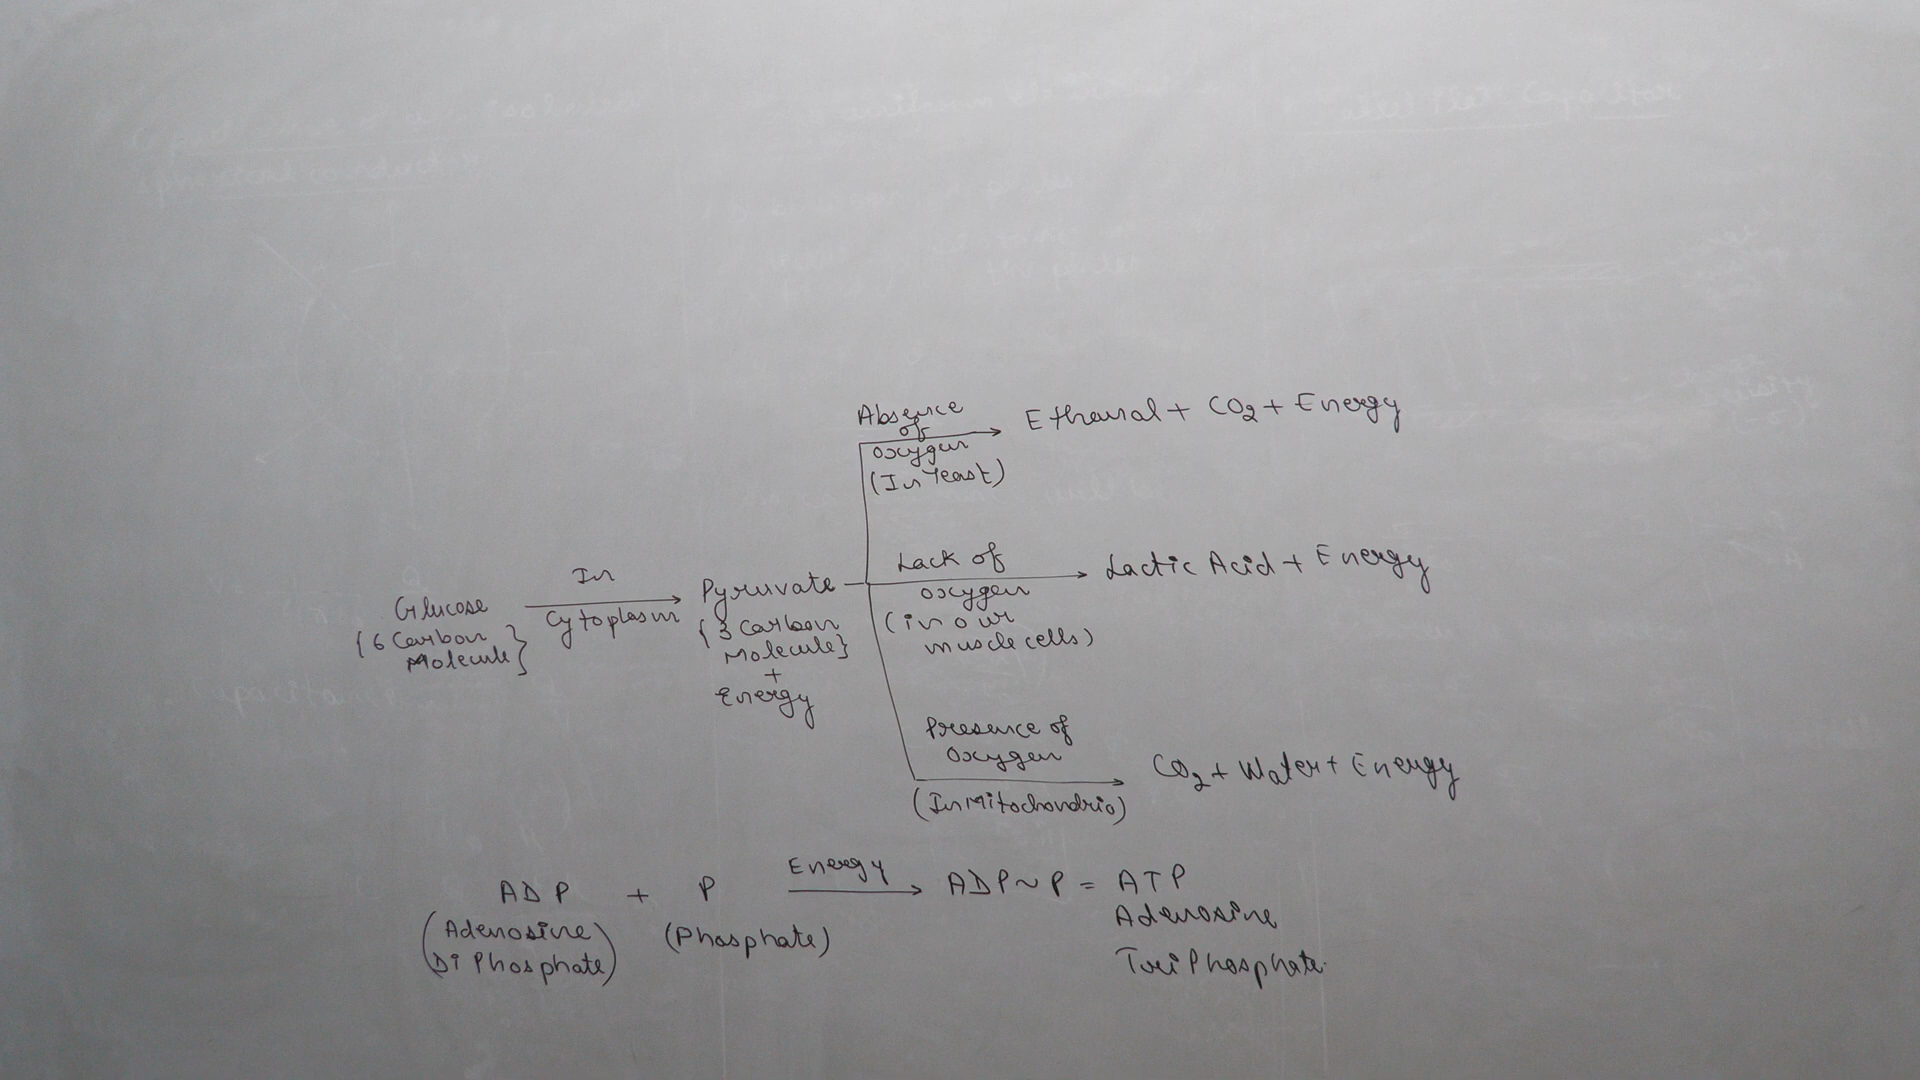 Absence
of
oxygen
(In Yeast)
Ethanol + CO2 + Energy
Glucose
{6 Carbon
Molecule}
In
Cytoplasm
Pyruvate
{3 Carbon
Molecule}
+
Energy
Lack of
oxygen
(in our
muscle cells)
Lactic Acid + Energy
Presence of
Oxygen
(In Mitochondria)
CO2 + Water + Energy
ADP + P Energy ADP~P = ATP
(Adenosine
Di Phosphate)
(Phosphate)
Adenosine
Tri Phosphate